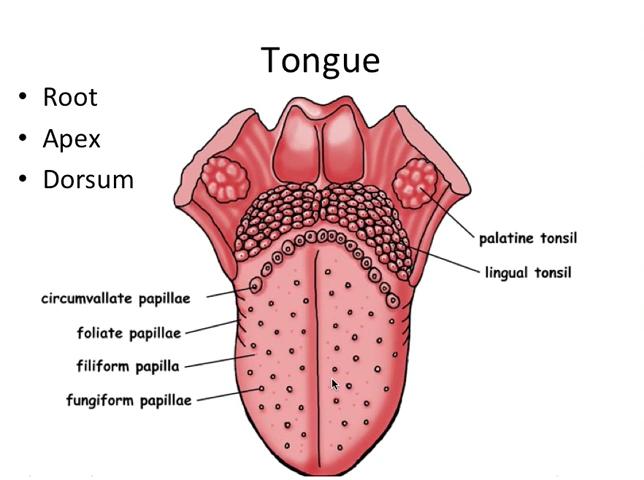 Tongue
• Root
• Apex
• Dorsum
palatine tonsil
lingual tonsil
circumvallate papillae
foliate papillae
filiform papilla
fungiform papillae